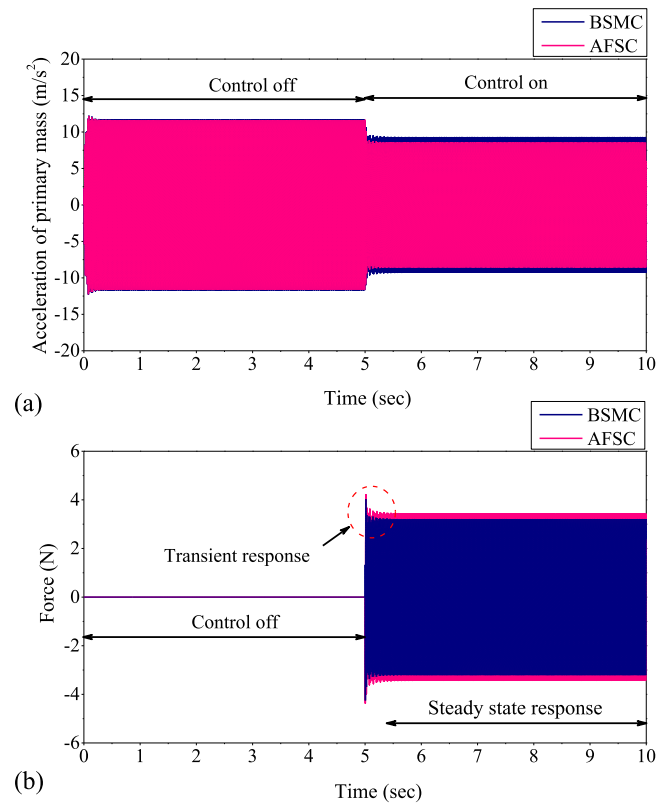 BSMC
AFSC
Acceleration of primary mass (m/s²)
20
15
10
5
0
-5
-10
-15
-20
Control off
Control on
0 1 2 3 4 5 6 7 8 9 10
Time (sec)
(a)
BSMC
AFSC
Force (N)
6
4
2
0
-2
-4
-6
Transient response
Control off
Steady state response
0 1 2 3 4 5 6 7 8 9 10
Time (sec)
(b)